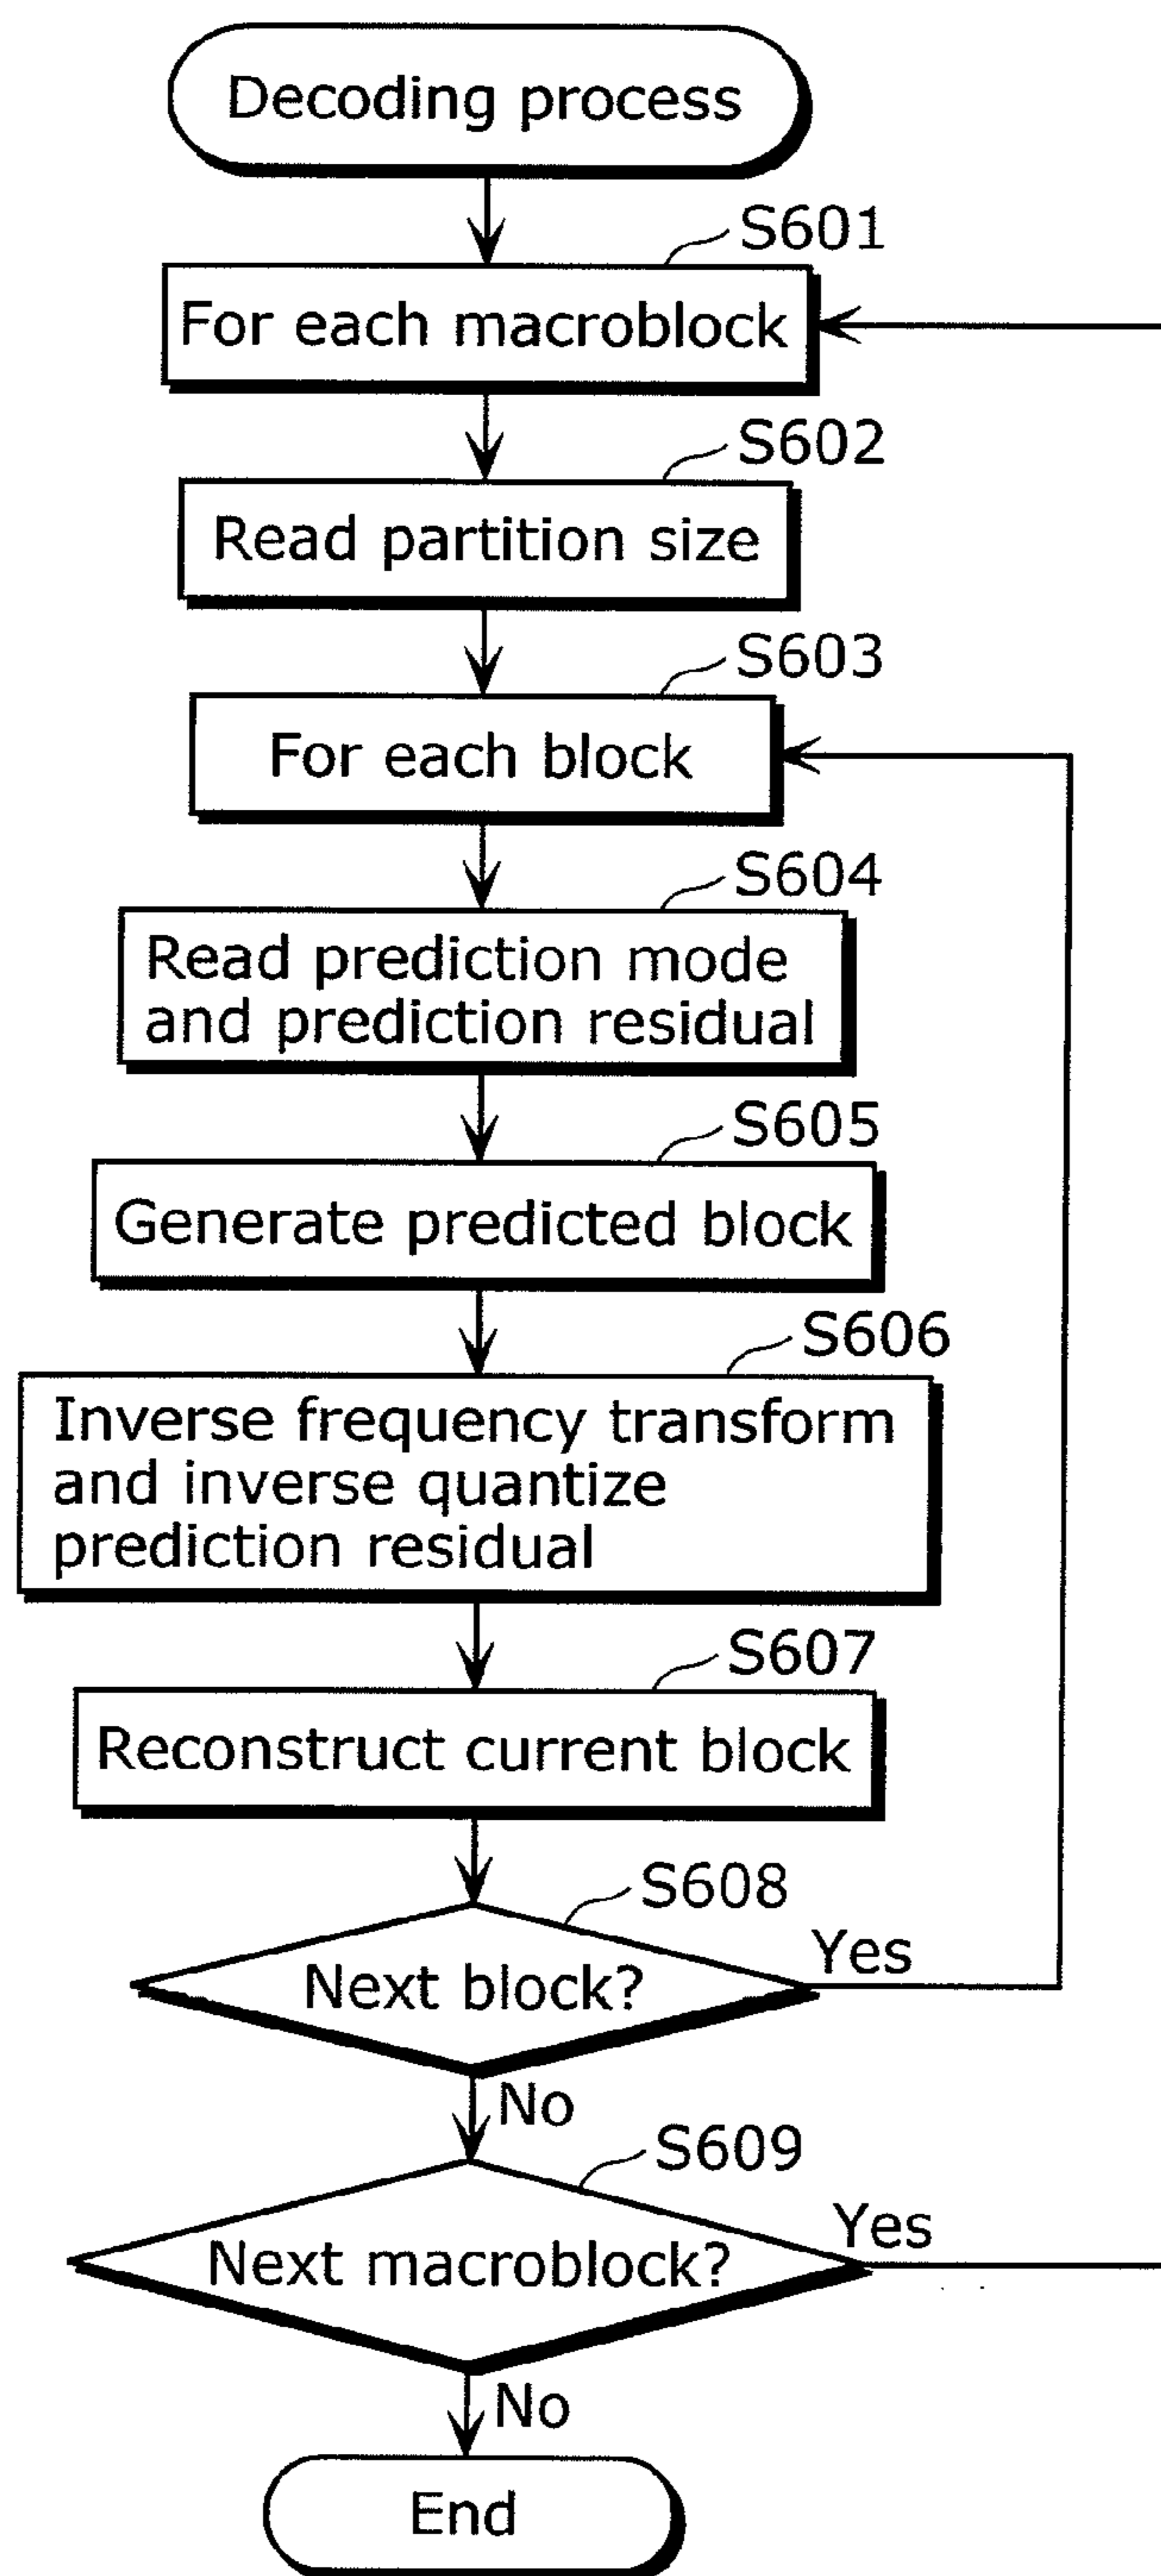 Decoding process
S601
For each macroblock
S602
Read partition size
S603
For each block
S604
Read prediction mode
and prediction residual
S605
Generate predicted block
S606
Inverse frequency transform
and inverse quantize
prediction residual
S607
Reconstruct current block
S608
Next block?
Yes
No
S609
Next macroblock?
Yes
No
End